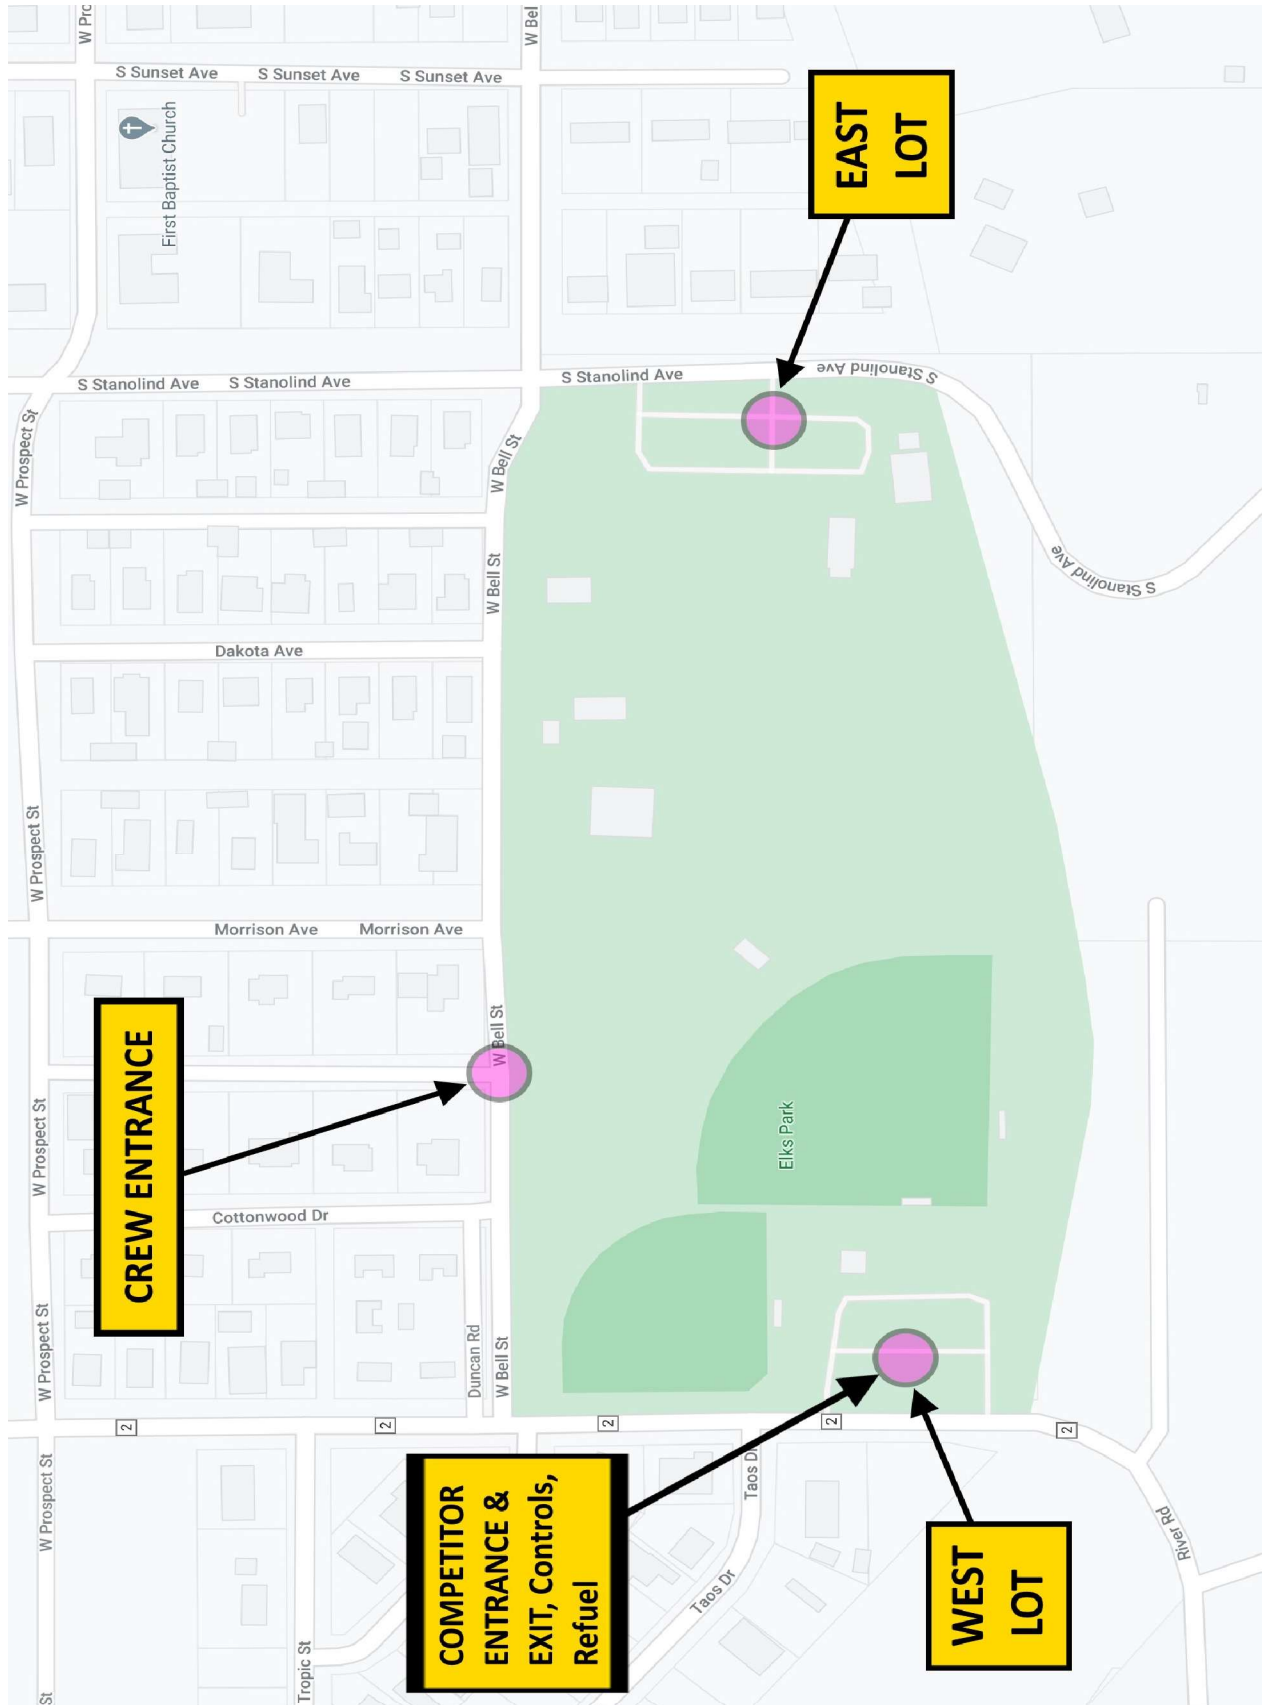 W Pro
W Bel
S Sunset Ave
S Sunset Ave
S Sunset Ave
First Baptist Church
EAST
LOT
S Stanolind Ave
S Stanolind Ave
S Stanolind Ave
S Stanolind Ave
S Stanolind Ave
W Prospect St
W Bell St
W Bell St
Dakota Ave
W Prospect St
Morrison Ave
Morrison Ave
CREW ENTRANCE
W Bell St
W Prospect St
Elks Park
Cottonwood Dr
W Prospect St
Duncan Rd
W Bell St
2
2
2
2
2
W Prospect St
COMPETITOR
ENTRANCE &
EXIT, Controls,
Refuel
Taos Dr
Taos Dr
WEST
LOT
River Rd
Tropic St
St